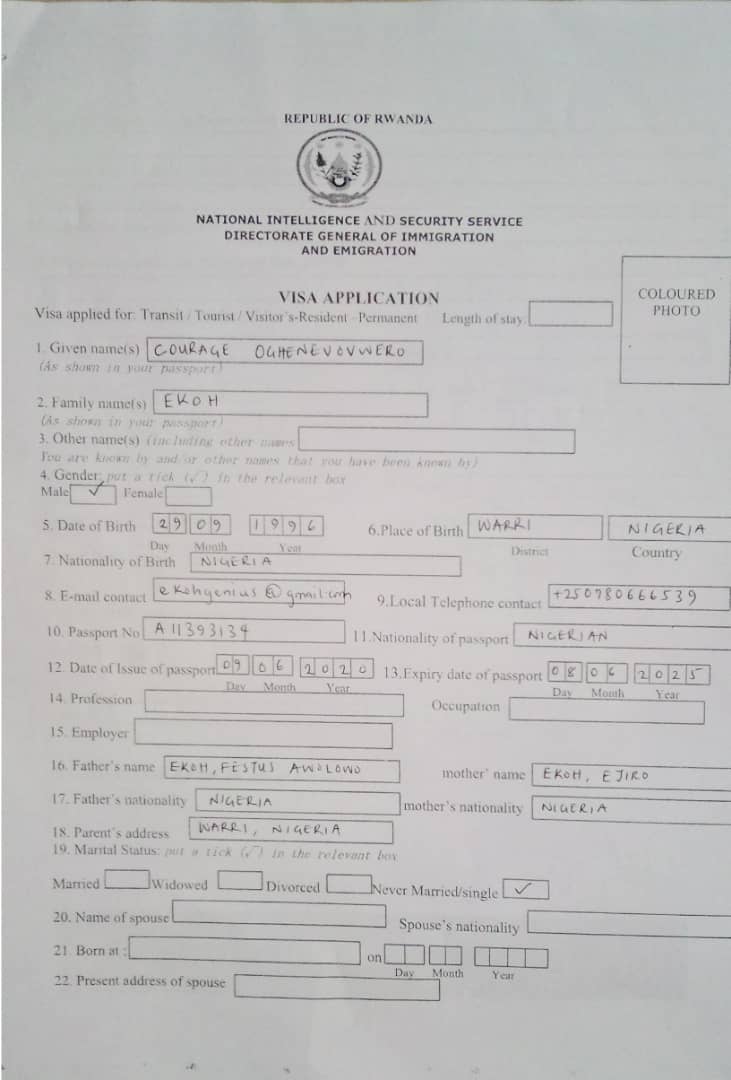 REPUBLIC OF RWANDA
NATIONAL INTELLIGENCE AND SECURITY SERVICE
DIRECTORATE GENERAL OF IMMIGRATION
AND EMIGRATION
VISA APPLICATION
COLOURED
PHOTO
Visa applied for: Transit / Tourist / Visitor's-Resident - Permanent Length of stay:
1. Given name(s) COURAGE OGHENEVOVWERO
(As shown in your passport)
2. Family name(s) EKOH
(As shown in your passport)
3. Other name(s) (including other names
You are known by and/or other names that you have been known by)
4. Gender: put a tick (√) in the relevant box
Male ✓ Female
5. Date of Birth 29 09 1996 6.Place of Birth WARRI NIGERIA
Day Month Year District Country
7. Nationality of Birth NIGERIA
8. E-mail contact ekohgenius@gmail.com 9.Local Telephone contact +250780666539
10. Passport No A11393134 11.Nationality of passport NIGERIAN
12. Date of Issue of passport 09 06 2020 13.Expiry date of passport 08 06 2025
Day Month Year Day Month Year
14. Profession Occupation
15. Employer
16. Father's name EKOH, FESTUS AWOLOWO mother' name EKOH, EJIRO
17. Father's nationality NIGERIA mother's nationality NIGERIA
18. Parent's address WARRI, NIGERIA
19. Marital Status: put a tick (√) in the relevant box
Married Widowed Divorced Never Married/single ✓
20. Name of spouse Spouse's nationality
21. Born at : on
Day Month Year
22. Present address of spouse